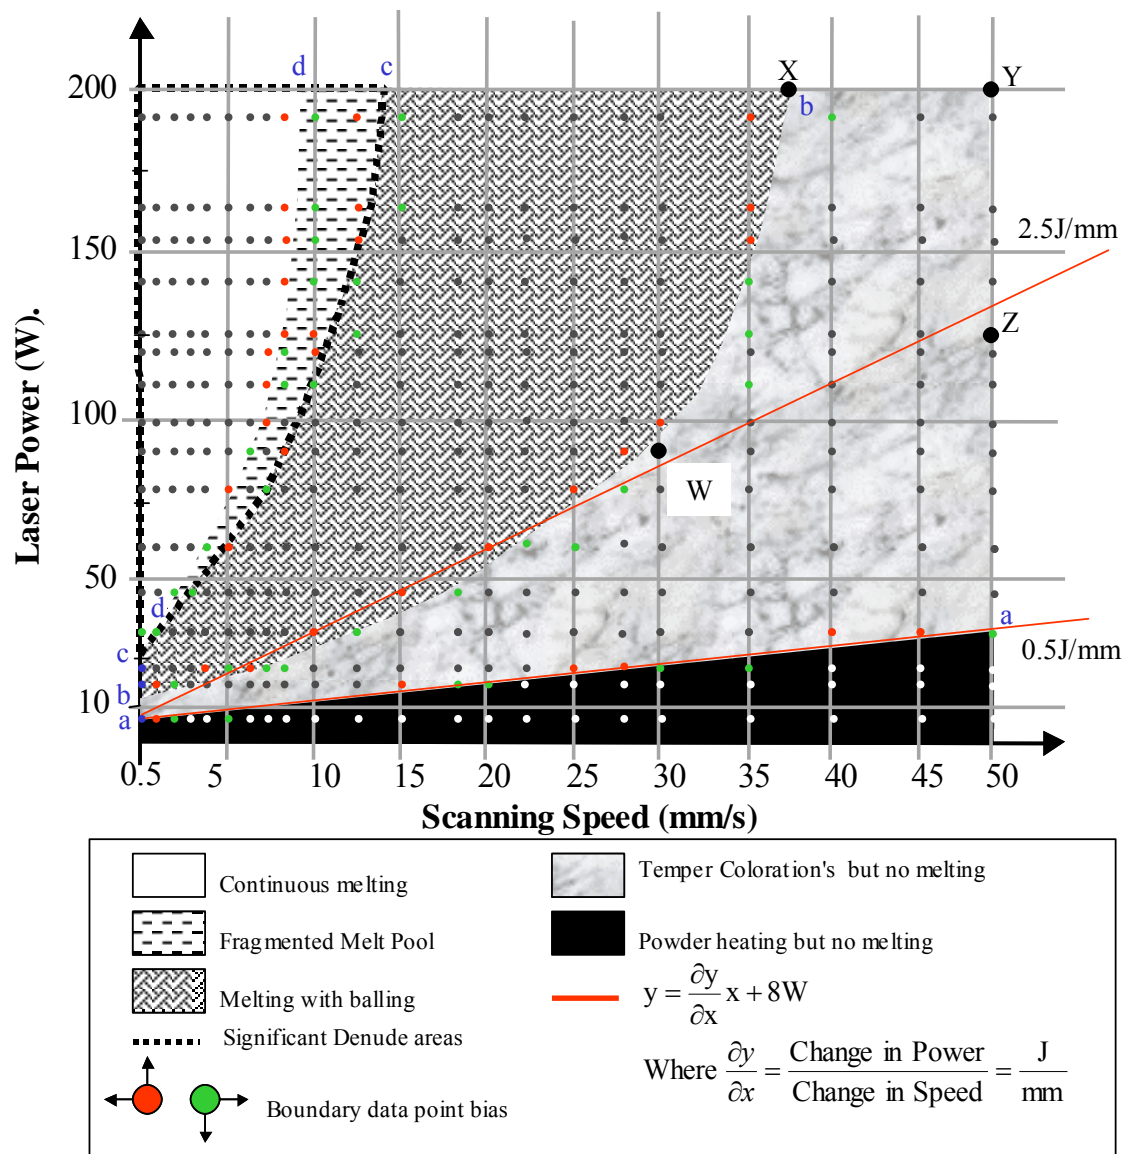 d c X
200 b Y
150 2.5J/mm
Z
Laser Power (W).
100
W
50
d a
c 0.5J/mm
b 10
a
0.5 5 10 15 20 25 30 35 40 45 50
Scanning Speed (mm/s)
Continuous melting
Fragmented Melt Pool
Melting with balling
Significant Denude areas
Boundary data point bias
Temper Coloration's but no melting
Powder heating but no melting
y = ∂y/∂x x + 8W
Where ∂y/∂x = Change in Power/Change in Speed = J/mm